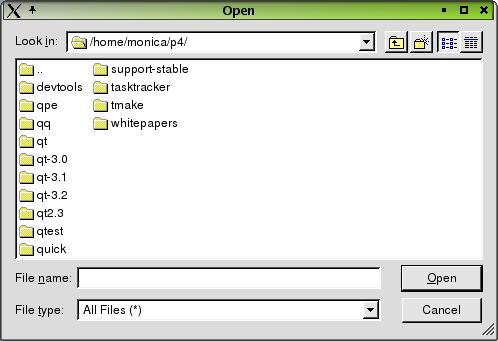 Open
Look in: /home/monica/p4/
.. support-stable
devtools tasktracker
qpe tmake
qq whitepapers
qt
qt-3.0
qt-3.1
qt-3.2
qt2.3
qtest
quick
File name: Open
File type: All Files (*) Cancel